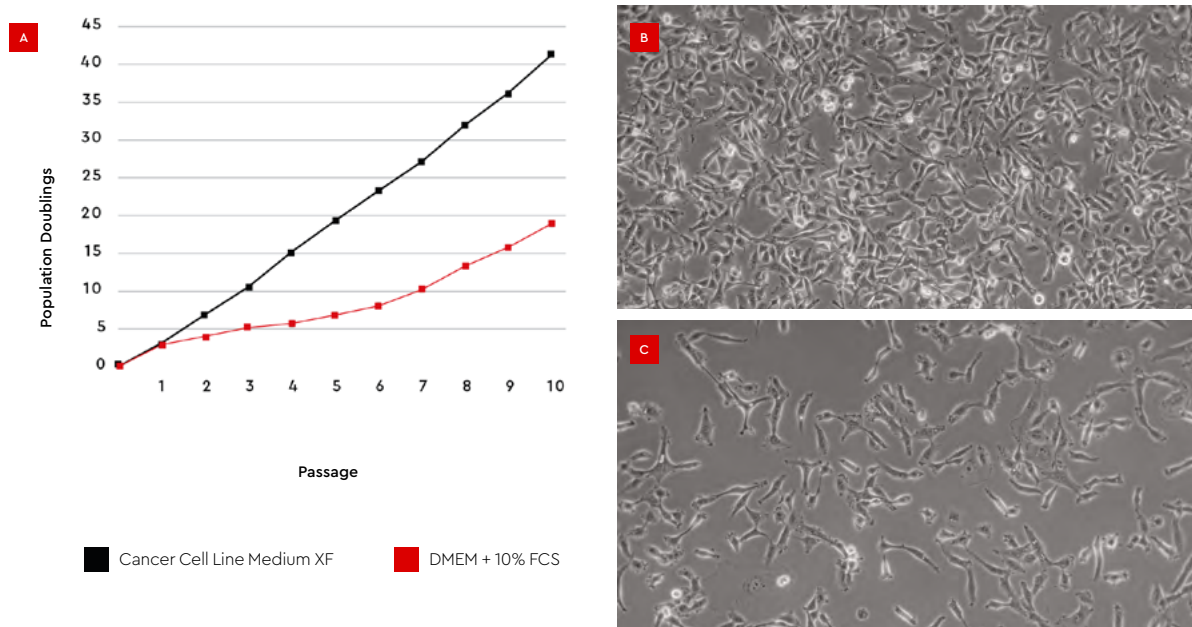 A
45
40
35
30
25
20
15
10
5
0
Population Doublings
1 2 3 4 5 6 7 8 9 10
Passage
Cancer Cell Line Medium XF
DMEM + 10% FCS
B
C